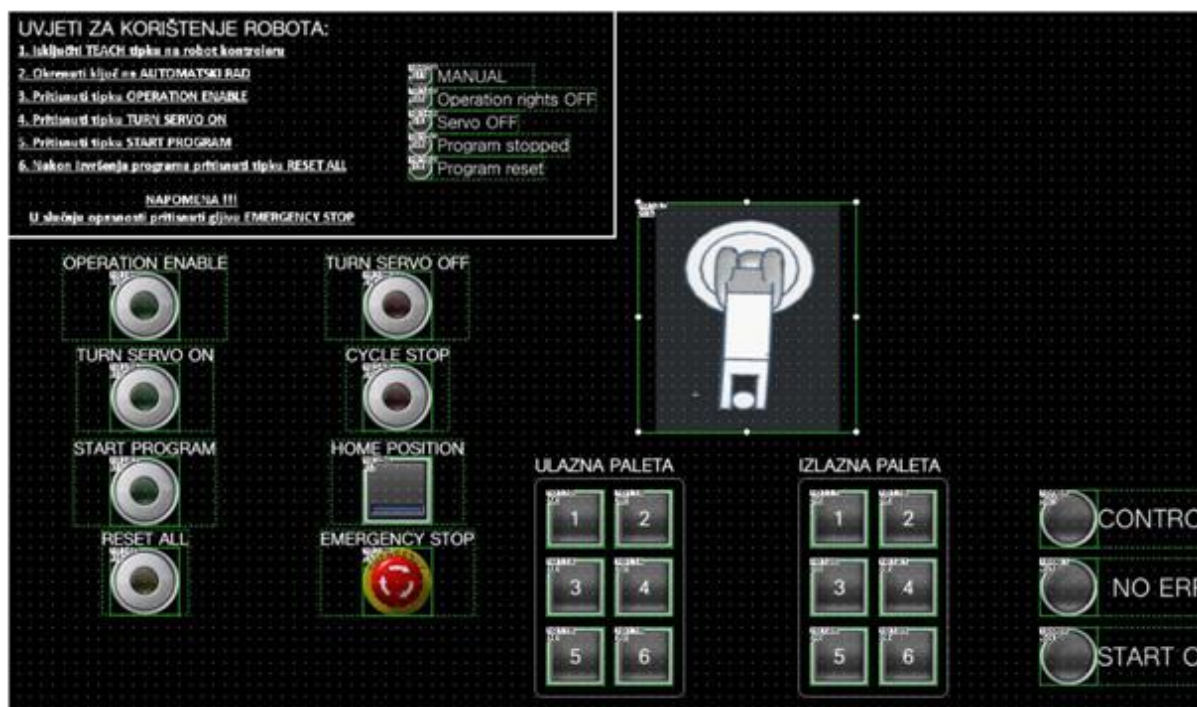 UVJETI ZA KORIŠTENJE ROBOTA:
1. Isključiti TEACH tipku na robot kontroleru
2. Okrenuti ključ na AUTOMATSKI RAD
3. Pritisnuti tipku OPERATION ENABLE
4. Pritisnuti tipku TURN SERVO ON
5. Pritisnuti tipku START PROGRAM
6. Nakon izvršenja programa pritisnuti tipku RESET ALL
NAPOMENA !!!
U slučaju opasnosti pritisnuti gljivu EMERGENCY STOP
MANUAL
Operation rights OFF
Servo OFF
Program stopped
Program reset
OPERATION ENABLE
TURN SERVO OFF
TURN SERVO ON
CYCLE STOP
START PROGRAM
HOME POSITION
RESET ALL
EMERGENCY STOP
ULAZNA PALETA
1 2
3 4
5 6
IZLAZNA PALETA
1 2
3 4
5 6
CONTRO
NO ERR
START O